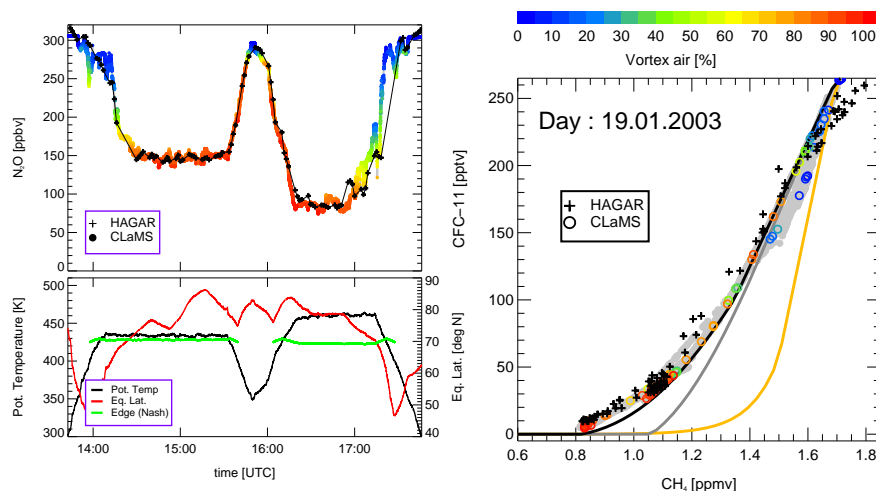 0 10 20 30 40 50 60 70 80 90 100
Vortex air [%]
300
250
200
150
100
50
0
N₂O [ppbv]
HAGAR
CLaMS
500
450
400
350
300
Pot. Temperature [K]
90
80
70
60
50
40
Eq. Lat. [deg N]
Pot. Temp
Eq. Lat.
Edge (Nash)
14:00 15:00 16:00 17:00
time [UTC]
Day : 19.01.2003
250
200
150
100
50
0
CFC–11 [pptv]
HAGAR
CLaMS
0.6 0.8 1.0 1.2 1.4 1.6 1.8
CH₄ [ppmv]